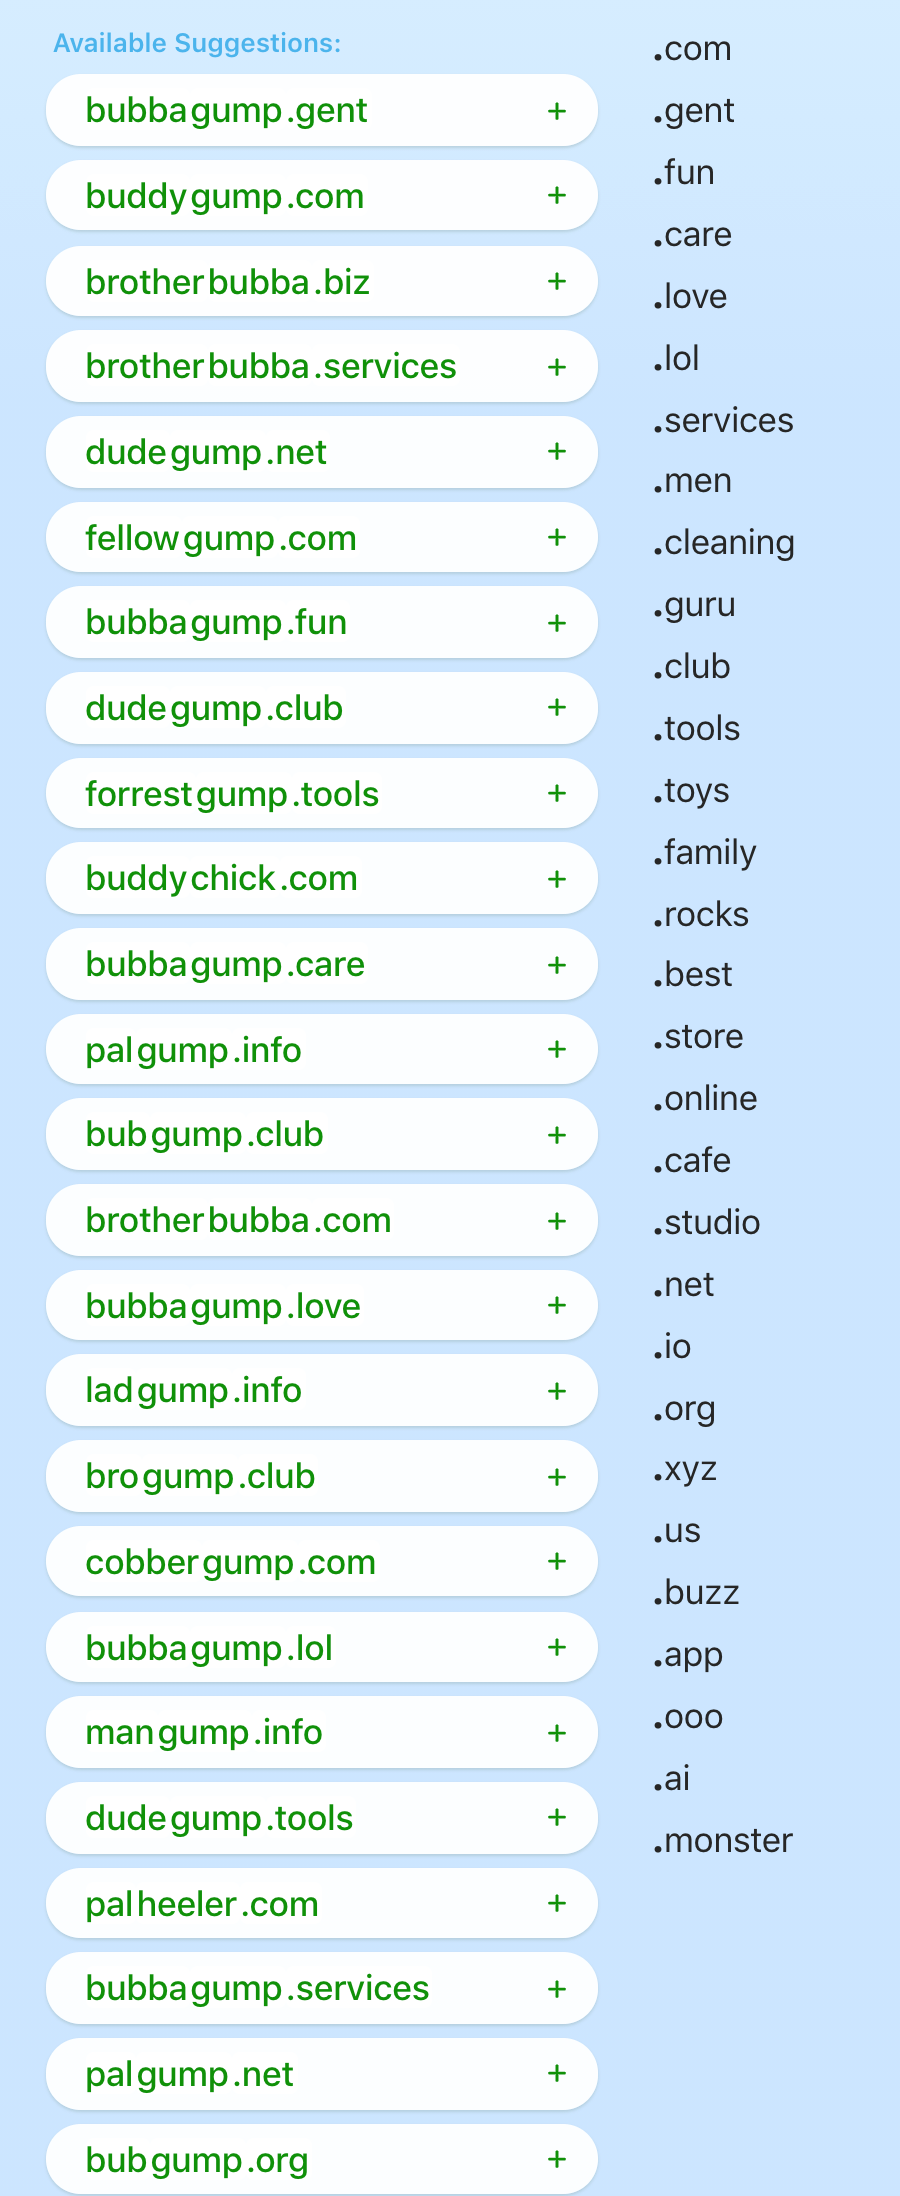 Available Suggestions:
bubbagump.gent +
buddygump.com +
brotherbubba.biz +
brotherbubba.services +
dudegump.net +
fellowgump.com +
bubbagump.fun +
dudegump.club +
forrestgump.tools +
buddychick.com +
bubbagump.care +
palgump.info +
bubgump.club +
brotherbubba.com +
bubbagump.love +
ladgump.info +
brogump.club +
cobbergump.com +
bubbagump.lol +
mangump.info +
dudegump.tools +
palheeler.com +
bubbagump.services +
palgump.net +
bubgump.org +
.com
.gent
.fun
.care
.love
.lol
.services
.men
.cleaning
.guru
.club
.tools
.toys
.family
.rocks
.best
.store
.online
.cafe
.studio
.net
.io
.org
.xyz
.us
.buzz
.app
.ooo
.ai
.monster